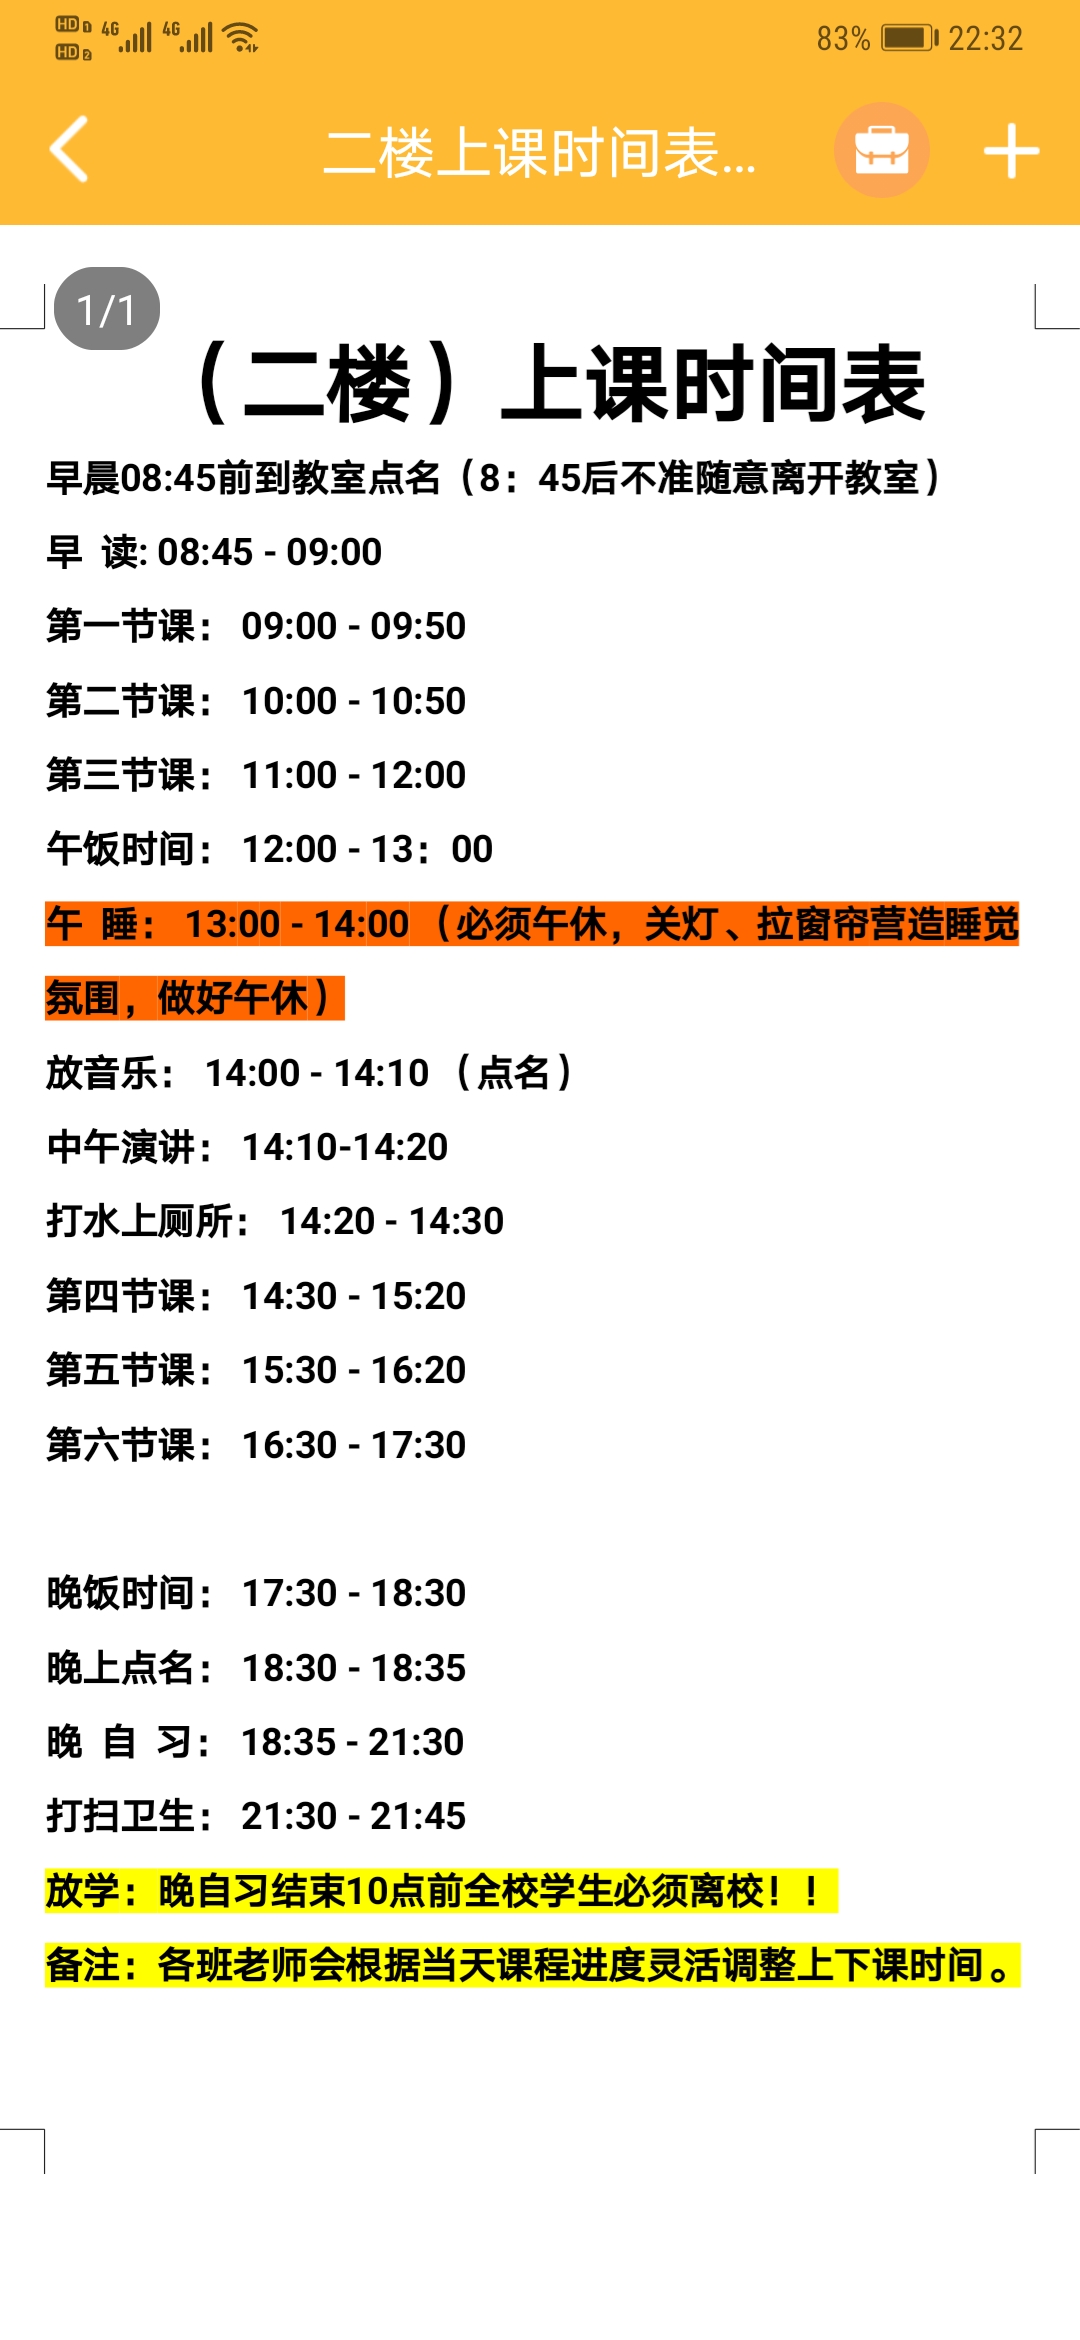 HD 1 4G 4G
HD 2
83% 22:32
二楼上课时间表...
1/1
（二楼）上课时间表
早晨08:45前到教室点名（8：45后不准随意离开教室）
早 读: 08:45 - 09:00
第一节课： 09:00 - 09:50
第二节课： 10:00 - 10:50
第三节课： 11:00 - 12:00
午饭时间： 12:00 - 13：00
午 睡： 13:00 - 14:00 （必须午休，关灯、拉窗帘营造睡觉
氛围，做好午休）
放音乐： 14:00 - 14:10 （点名）
中午演讲： 14:10-14:20
打水上厕所： 14:20 - 14:30
第四节课： 14:30 - 15:20
第五节课： 15:30 - 16:20
第六节课： 16:30 - 17:30
晚饭时间： 17:30 - 18:30
晚上点名： 18:30 - 18:35
晚 自 习： 18:35 - 21:30
打扫卫生： 21:30 - 21:45
放学：晚自习结束10点前全校学生必须离校！！
备注：各班老师会根据当天课程进度灵活调整上下课时间。